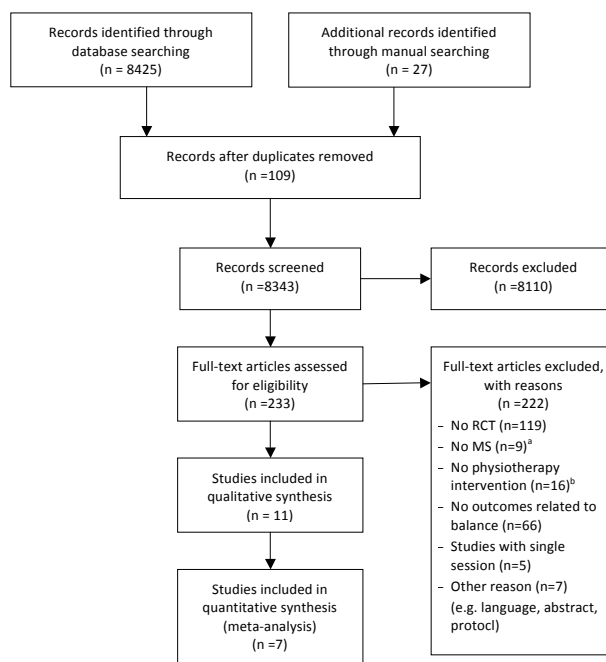 Records identified through
database searching
(n = 8425)
Additional records identified
through manual searching
(n = 27)
Records after duplicates removed
(n =109)
Records screened
(n =8343)
Records excluded
(n =8110)
Full-text articles assessed
for eligibility
(n =233)
Full-text articles excluded,
with reasons
(n =222)
- No RCT (n=119)
- No MS (n=9)a
- No physiotherapy
intervention (n=16)b
- No outcomes related to
balance (n=66)
- Studies with single
session (n=5)
- Other reason (n=7)
(e.g. language, abstract,
protocl)
Studies included in
qualitative synthesis
(n = 11)
Studies included in
quantitative synthesis
(meta-analysis)
(n =7)